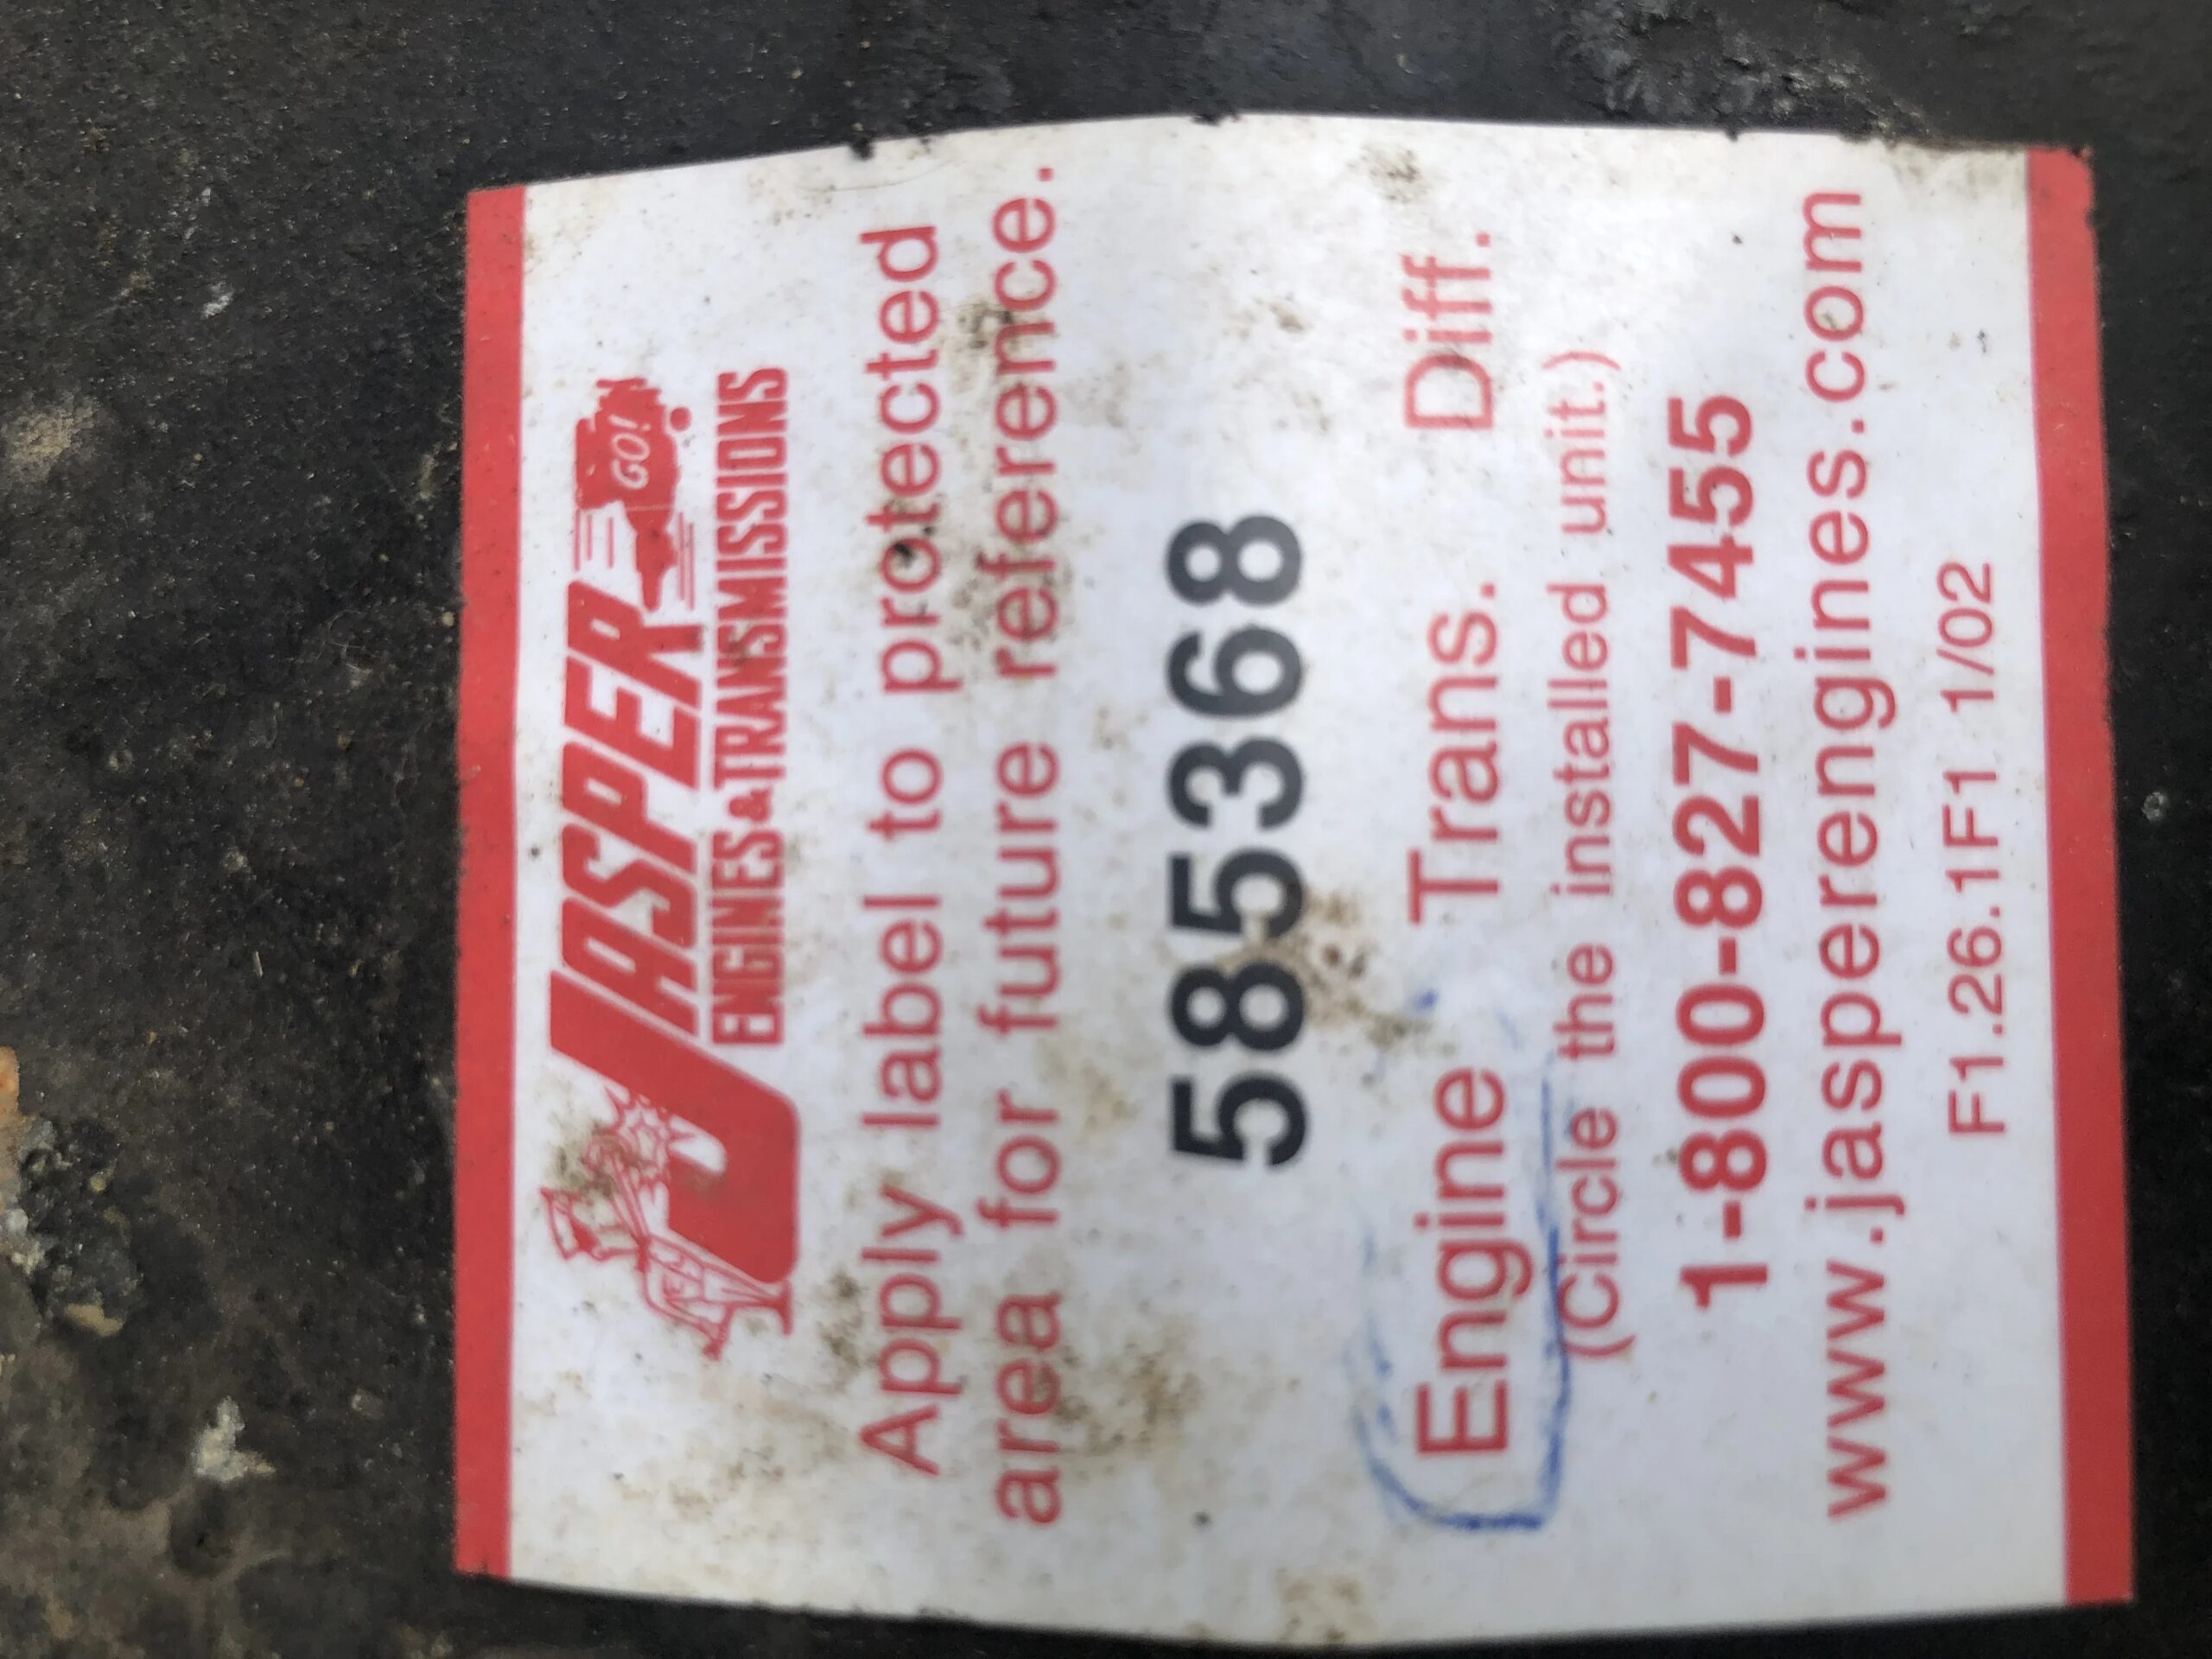 JASPER GO!
ENGINES & TRANSMISSIONS
Apply label to protected
area for future reference.
585368
Engine Trans. Diff.
(Circle the installed unit.)
1-800-827-7455
www.jasperengines.com
F1.26.1F1 1/02